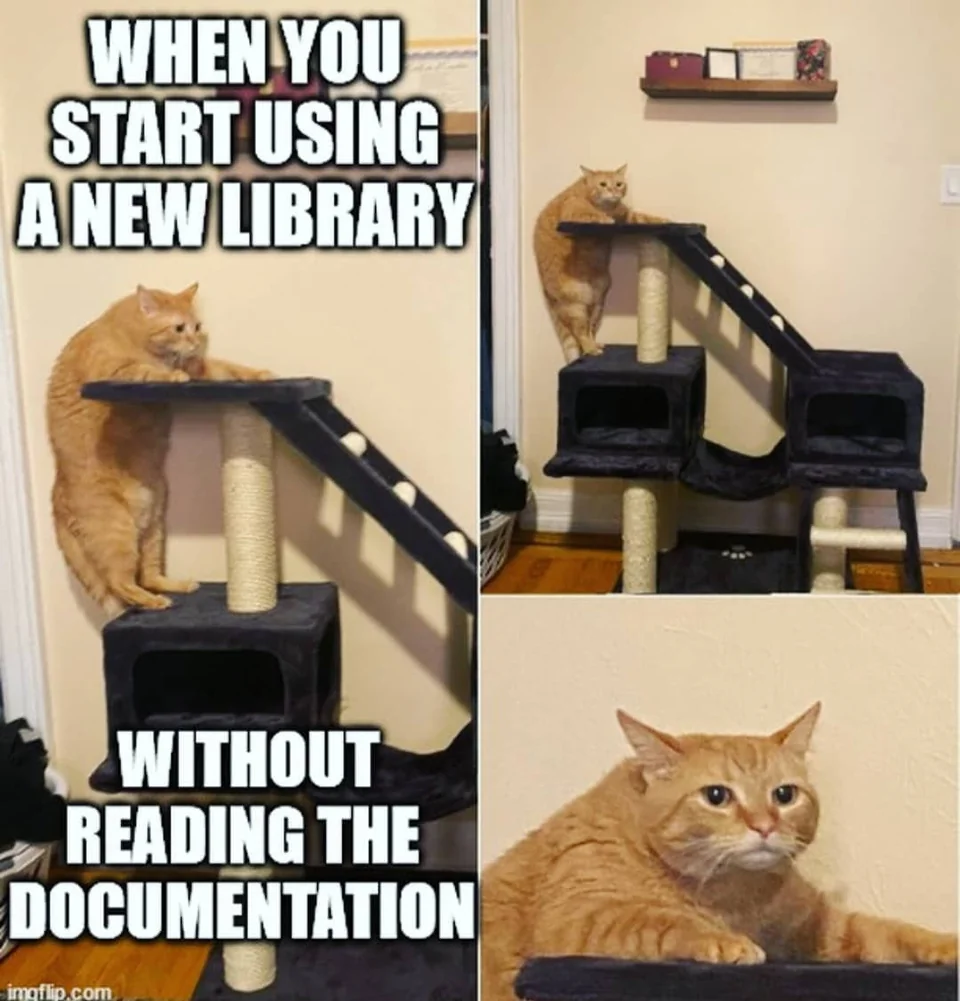 WHEN YOU
START USING
A NEW LIBRARY
WITHOUT
READING THE
DOCUMENTATION
imgflip.com